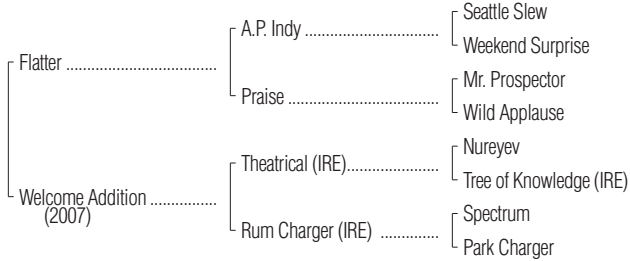 Seattle Slew
A.P. Indy ..............................
Weekend Surprise
Flatter ..................................
Mr. Prospector
Praise ..................................
Wild Applause
Nureyev
Theatrical (IRE).....................
Tree of Knowledge (IRE)
Welcome Addition ...............
(2007)
Spectrum
Rum Charger (IRE) .............
Park Charger